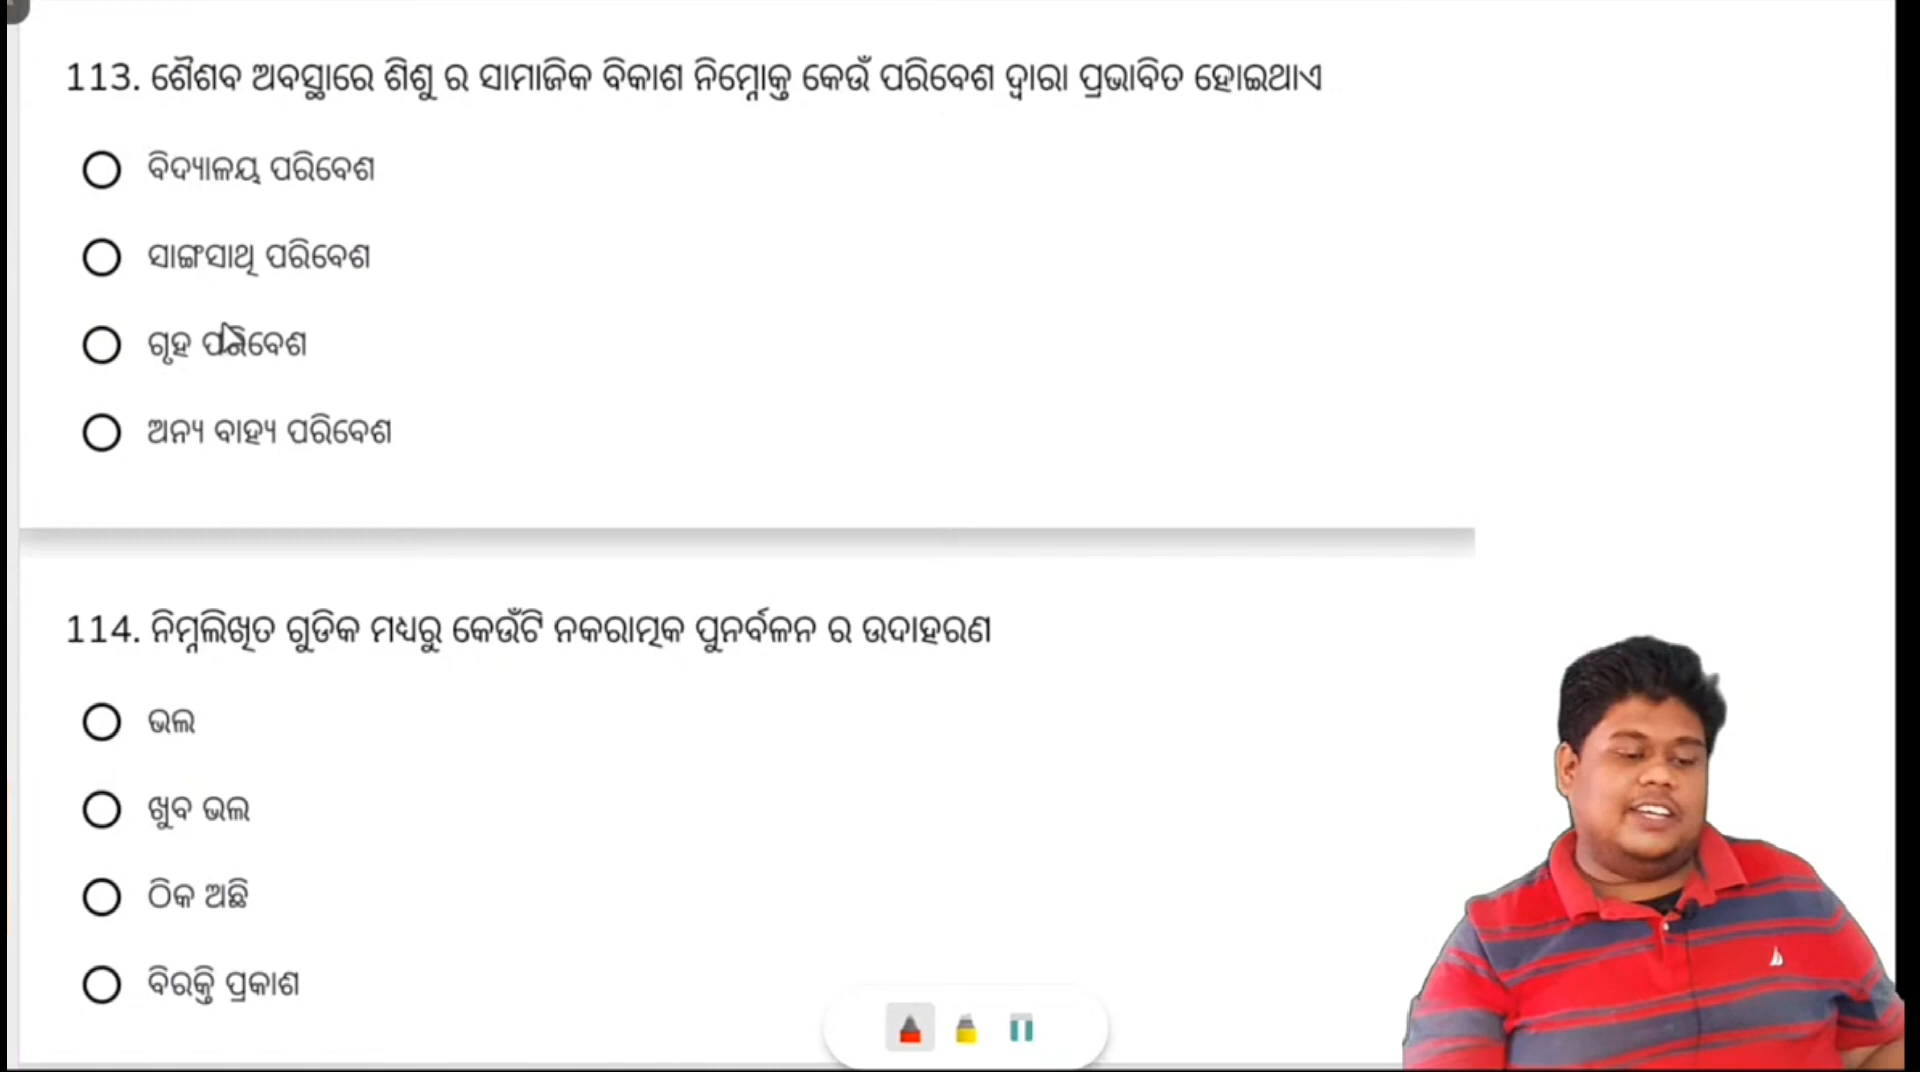 113. ଶୈଶବ ଅବସ୍ଥାରେ ଶିଶୁ ର ସାମାଜିକ ବିକାଶ ନିମ୍ନୋକ୍ତ କେଉଁ ପରିବେଶ ଦ୍ୱାରା ପ୍ରଭାବିତ ହୋଇଥାଏ
ବିଦ୍ୟାଳୟ ପରିବେଶ
ସାଙ୍ଗସାଥି ପରିବେଶ
ଗୃହ ପରିବେଶ
ଅନ୍ୟ ବାହ୍ୟ ପରିବେଶ
114. ନିମ୍ନଲିଖିତ ଗୁଡିକ ମଧ୍ୟରୁ କେଉଁଟି ନକରାତ୍ମକ ପୁନର୍ବଳନ ର ଉଦାହରଣ
ଭଲ
ଖୁବ ଭଲ
ଠିକ ଅଛି
ବିରକ୍ତି ପ୍ରକାଶ